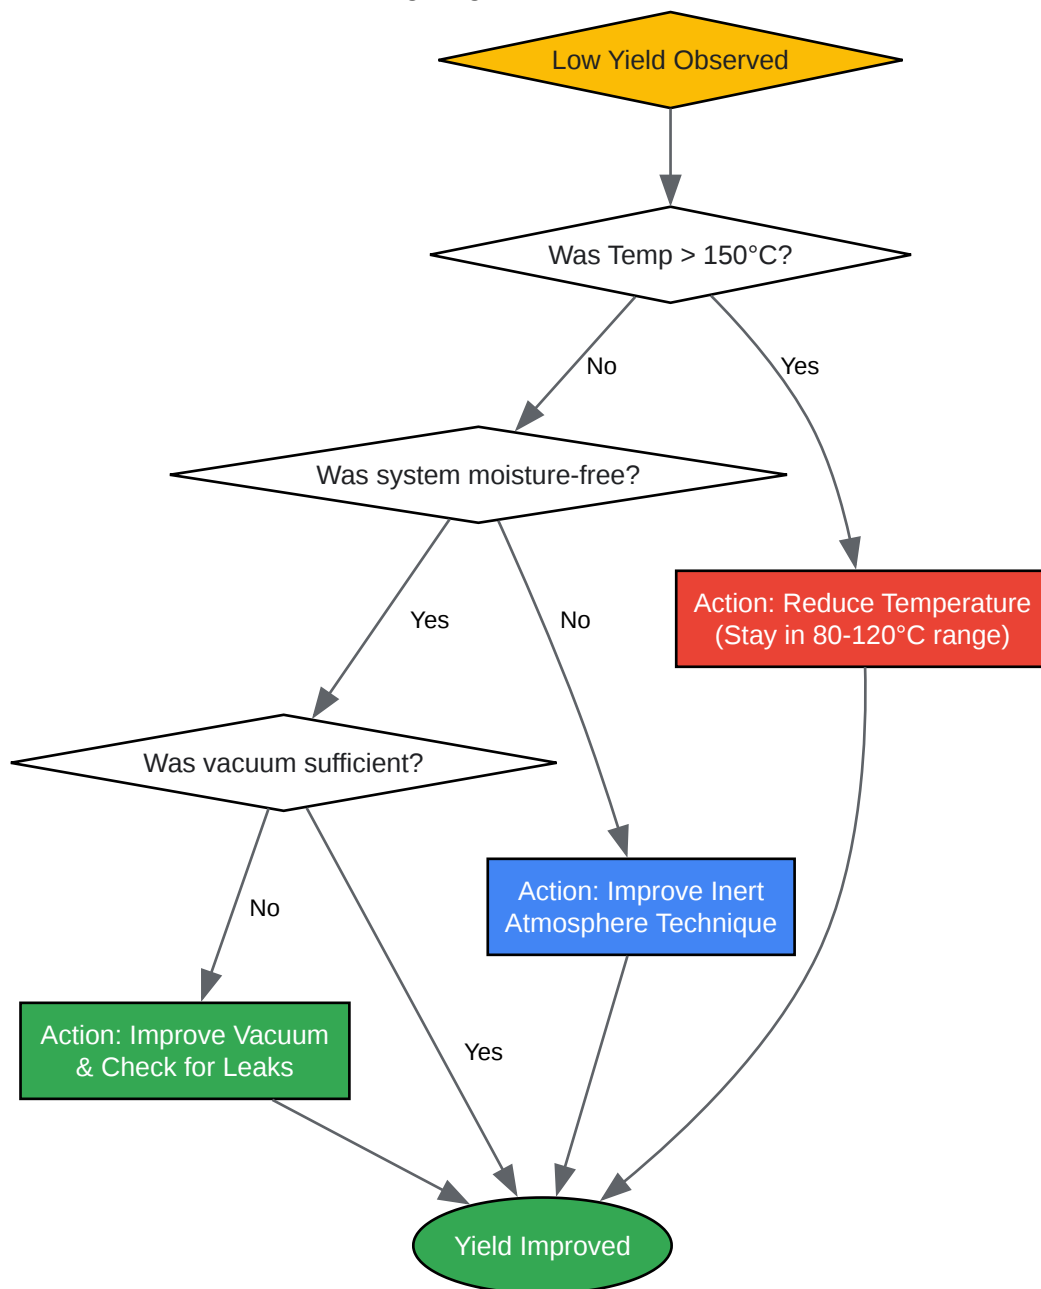 Low Yield Observed
Was Temp > 150°C?
No
Yes
Was system moisture-free?
Action: Reduce Temperature
(Stay in 80-120°C range)
Yes
No
Was vacuum sufficient?
Action: Improve Inert
Atmosphere Technique
No
Action: Improve Vacuum
& Check for Leaks
Yes
Yield Improved